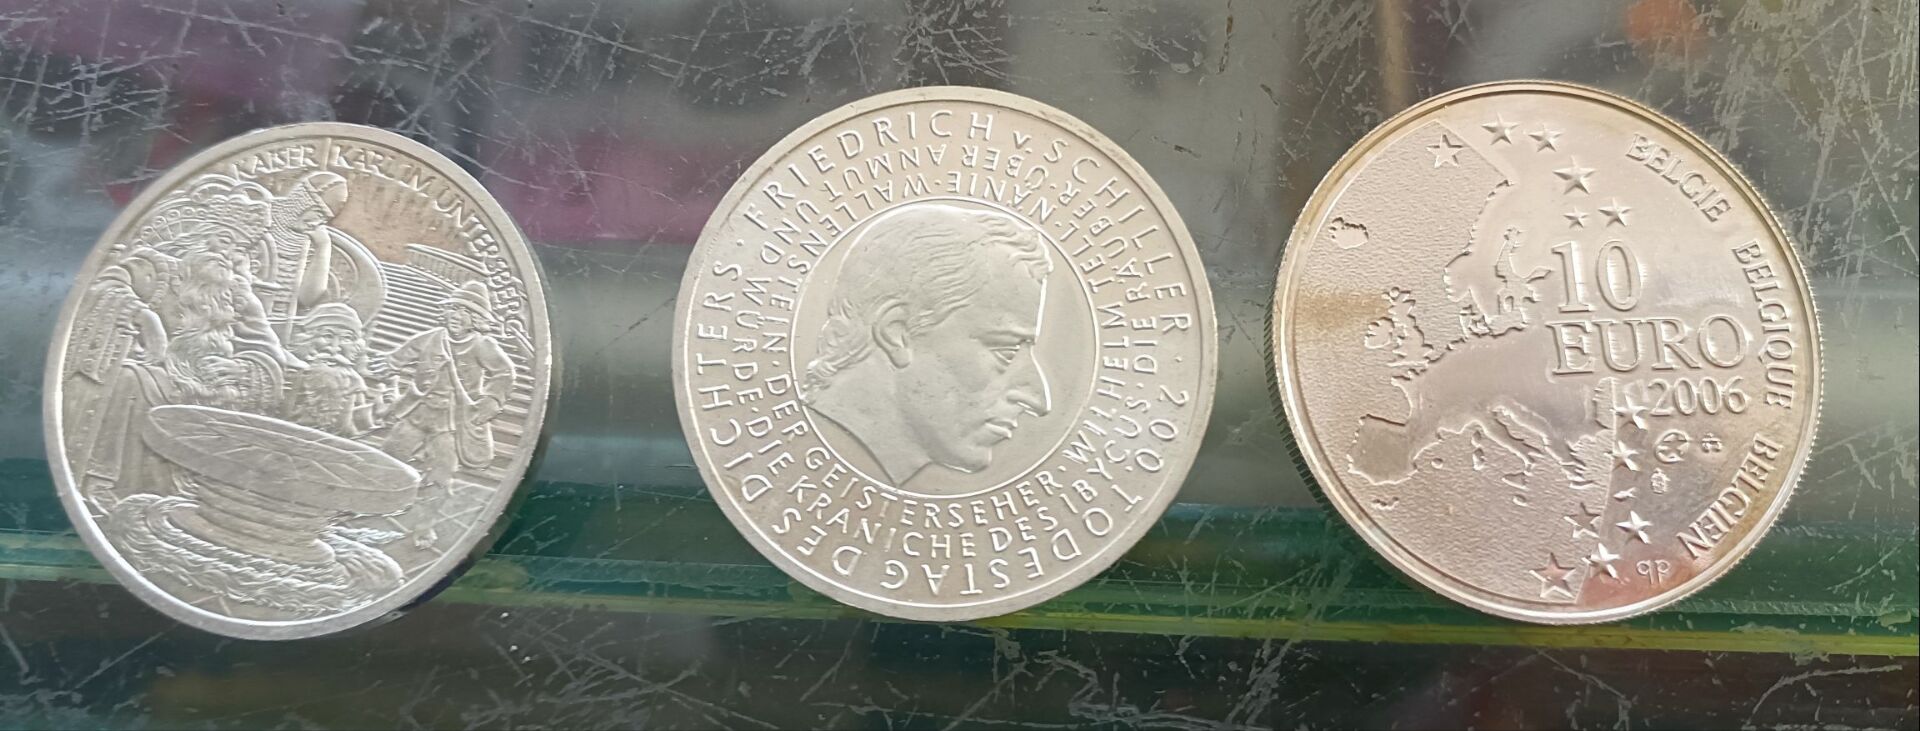 KAISER KARL IM UNTERSBERG
FRIEDRICH v. SCHILLER · 200. TODESTAG DES DICHTERS ·
WALLENSTEIN · DER GEISTERSEHER · WILHELM TELL · NÄNIE ·
ÜBER ANMUT UND WÜRDE · DIE KRANICHE DES IBYCUS · DIE RÄUBER ·
BELGIE BELGIQUE BELGIEN
10
EURO
2006
qp